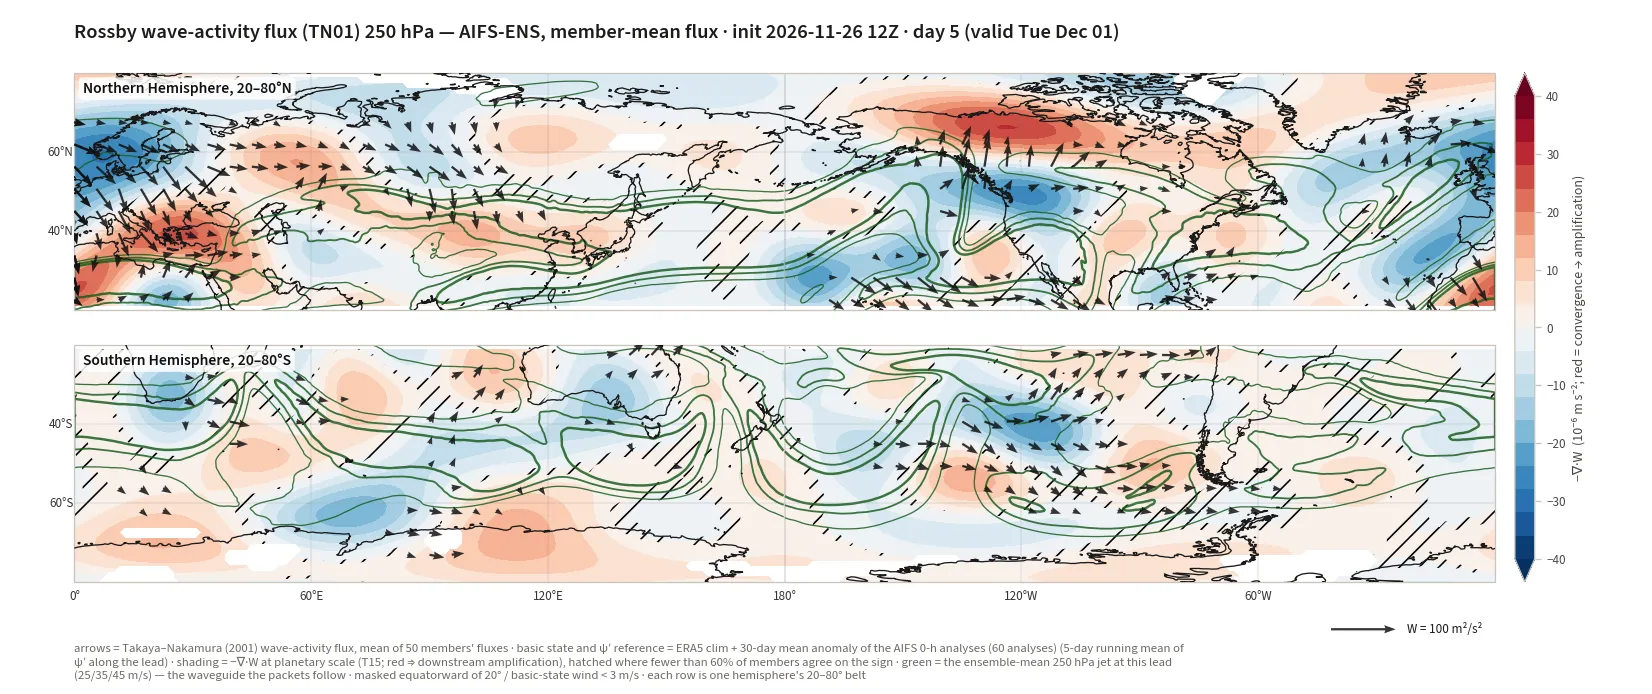 Rossby wave-activity flux (TN01) 250 hPa — AIFS-ENS, member-mean flux · init 2026-11-26 12Z · day 5 (valid Tue Dec 01)
Northern Hemisphere, 20–80°N
60°N
40°N
Southern Hemisphere, 20–80°S
40°S
60°S
0°
60°E
120°E
180°
120°W
60°W
40
30
20
10
0
−10
−20
−30
−40
−∇·W (10⁻⁶ m s⁻²; red = convergence → amplification)
W = 100 m²/s²
arrows = Takaya–Nakamura (2001) wave-activity flux, mean of 50 members' fluxes · basic state and ψ' reference = ERA5 clim + 30-day mean anomaly of the AIFS 0-h analyses (60 analyses) (5-day running mean of
ψ' along the lead) · shading = −∇·W at planetary scale (T15; red ⇒ downstream amplification), hatched where fewer than 60% of members agree on the sign · green = the ensemble-mean 250 hPa jet at this lead
(25/35/45 m/s) — the waveguide the packets follow · masked equatorward of 20° / basic-state wind < 3 m/s · each row is one hemisphere's 20–80° belt